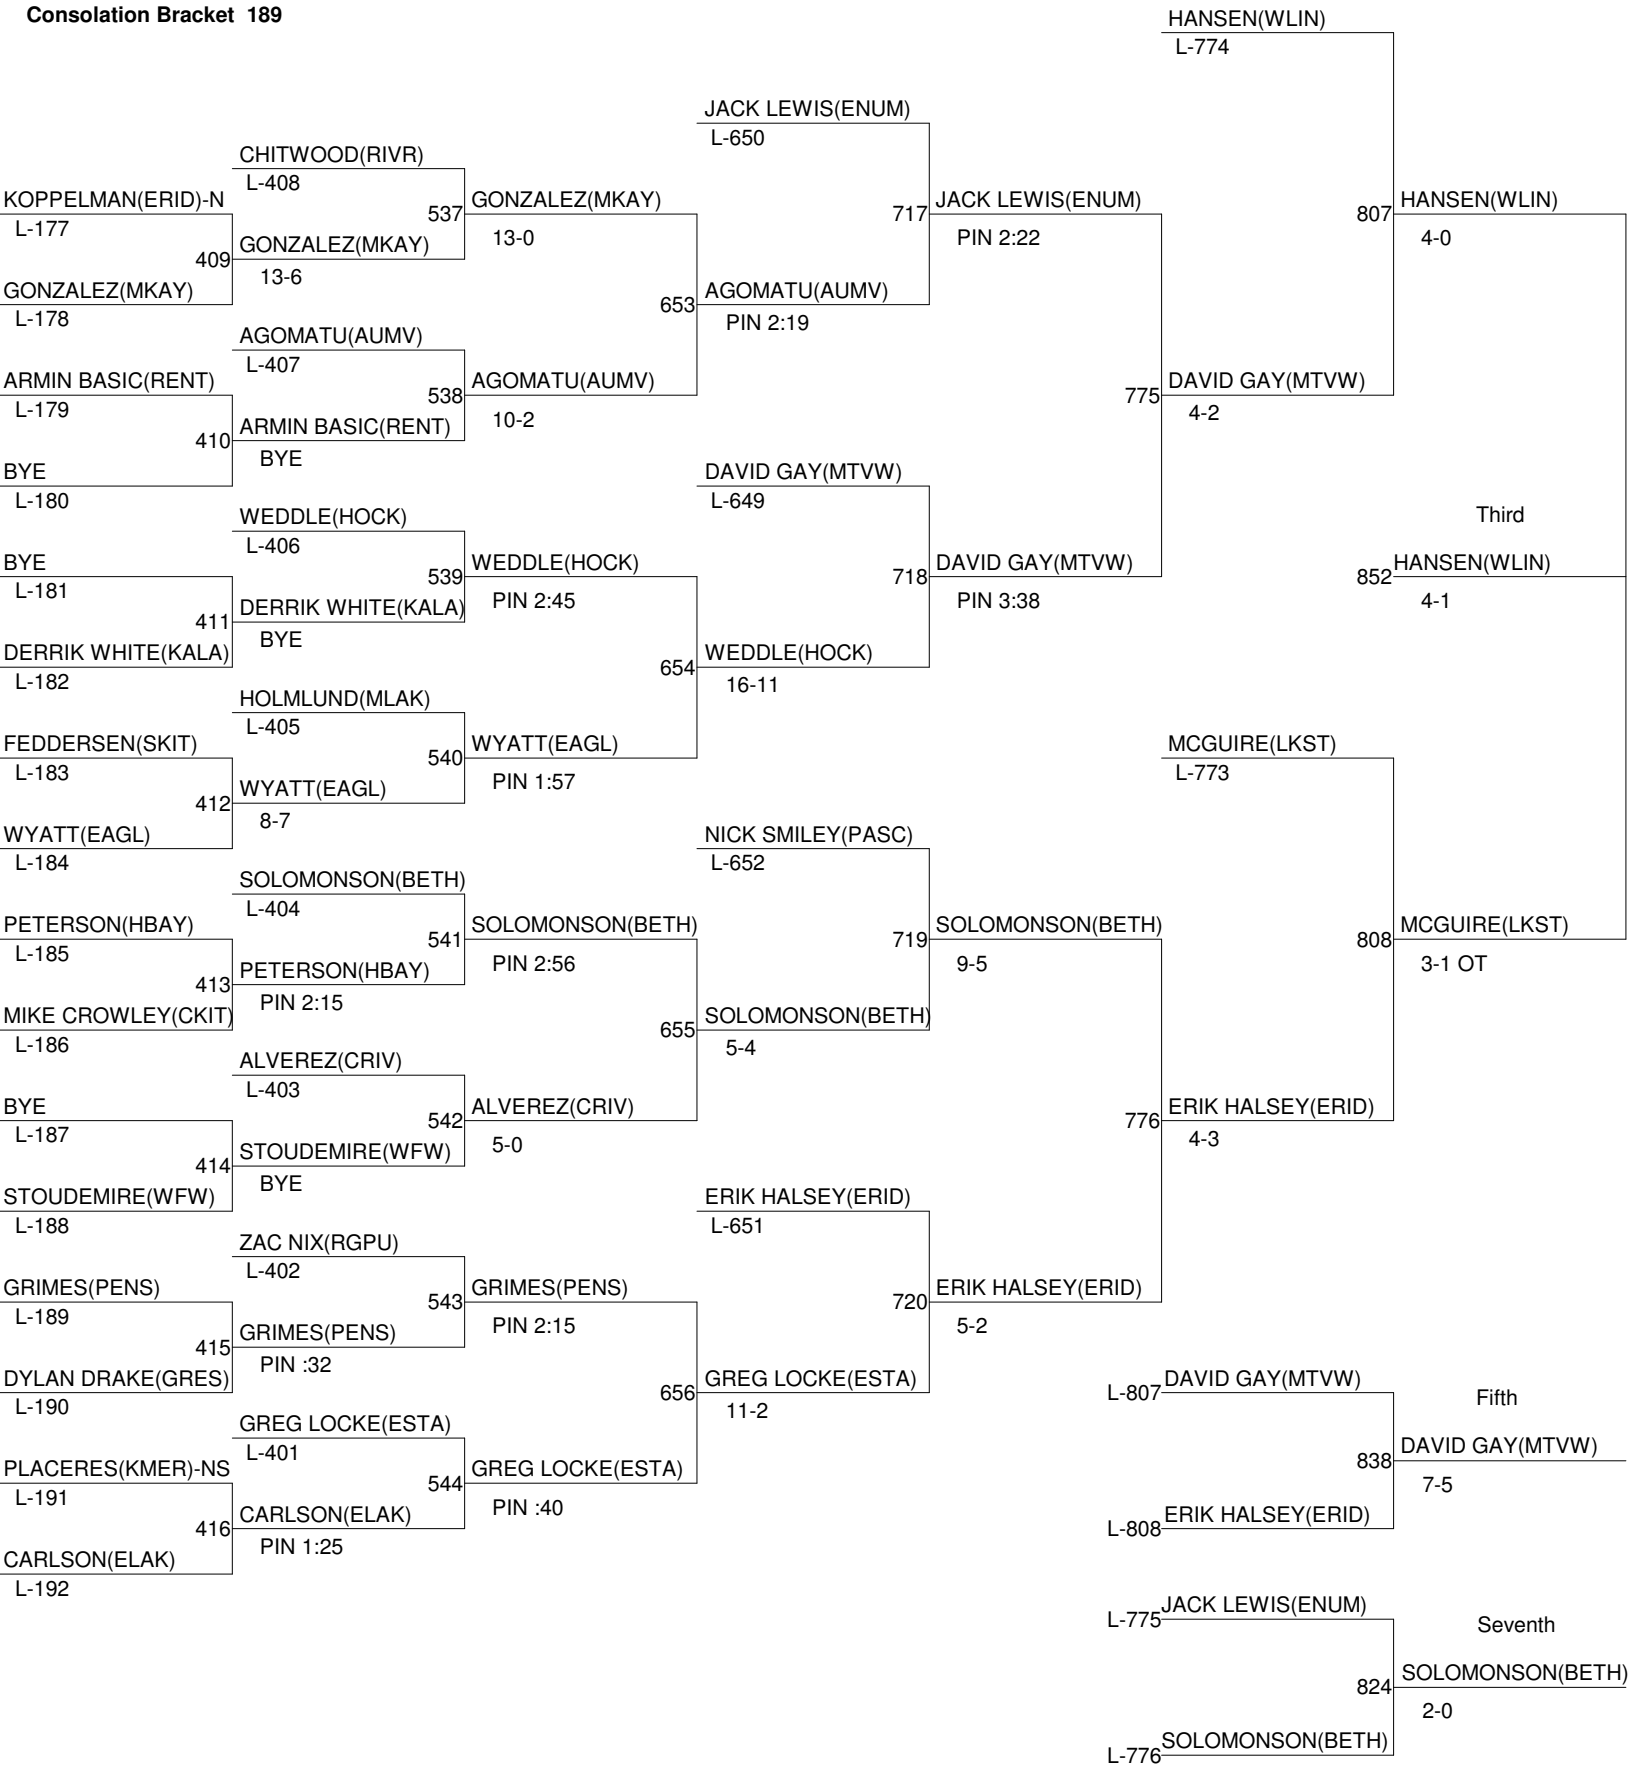 Consolation Bracket 189
HANSEN(WLIN)
L-774
JACK LEWIS(ENUM)
L-650
CHITWOOD(RIVR)
L-408
KOPPELMAN(ERID)-N
L-177
537
GONZALEZ(MKAY)
13-0
717
JACK LEWIS(ENUM)
PIN 2:22
807
HANSEN(WLIN)
4-0
409
GONZALEZ(MKAY)
13-6
GONZALEZ(MKAY)
L-178
653
AGOMATU(AUMV)
PIN 2:19
AGOMATU(AUMV)
L-407
ARMIN BASIC(RENT)
L-179
538
AGOMATU(AUMV)
10-2
775
DAVID GAY(MTVW)
4-2
410
ARMIN BASIC(RENT)
BYE
BYE
L-180
DAVID GAY(MTVW)
L-649
WEDDLE(HOCK)
L-406
Third
BYE
L-181
539
WEDDLE(HOCK)
PIN 2:45
718
DAVID GAY(MTVW)
PIN 3:38
852
HANSEN(WLIN)
4-1
411
DERRIK WHITE(KALA)
BYE
DERRIK WHITE(KALA)
L-182
654
WEDDLE(HOCK)
16-11
HOLMLUND(MLAK)
L-405
FEDDERSEN(SKIT)
L-183
540
WYATT(EAGL)
PIN 1:57
MCGUIRE(LKST)
L-773
412
WYATT(EAGL)
8-7
WYATT(EAGL)
L-184
NICK SMILEY(PASC)
L-652
SOLOMONSON(BETH)
L-404
PETERSON(HBAY)
L-185
541
SOLOMONSON(BETH)
PIN 2:56
719
SOLOMONSON(BETH)
9-5
808
MCGUIRE(LKST)
3-1 OT
413
PETERSON(HBAY)
PIN 2:15
MIKE CROWLEY(CKIT)
L-186
655
SOLOMONSON(BETH)
5-4
ALVEREZ(CRIV)
L-403
BYE
L-187
542
ALVEREZ(CRIV)
5-0
776
ERIK HALSEY(ERID)
4-3
414
STOUDEMIRE(WFW)
BYE
STOUDEMIRE(WFW)
L-188
ERIK HALSEY(ERID)
L-651
ZAC NIX(RGPU)
L-402
GRIMES(PENS)
L-189
543
GRIMES(PENS)
PIN 2:15
720
ERIK HALSEY(ERID)
5-2
415
GRIMES(PENS)
PIN :32
DYLAN DRAKE(GRES)
L-190
656
GREG LOCKE(ESTA)
11-2
L-807
DAVID GAY(MTVW)
Fifth
GREG LOCKE(ESTA)
L-401
838
DAVID GAY(MTVW)
7-5
PLACERES(KMER)-NS
L-191
544
GREG LOCKE(ESTA)
PIN :40
416
CARLSON(ELAK)
PIN 1:25
L-808
ERIK HALSEY(ERID)
CARLSON(ELAK)
L-192
L-775
JACK LEWIS(ENUM)
Seventh
824
SOLOMONSON(BETH)
2-0
L-776
SOLOMONSON(BETH)